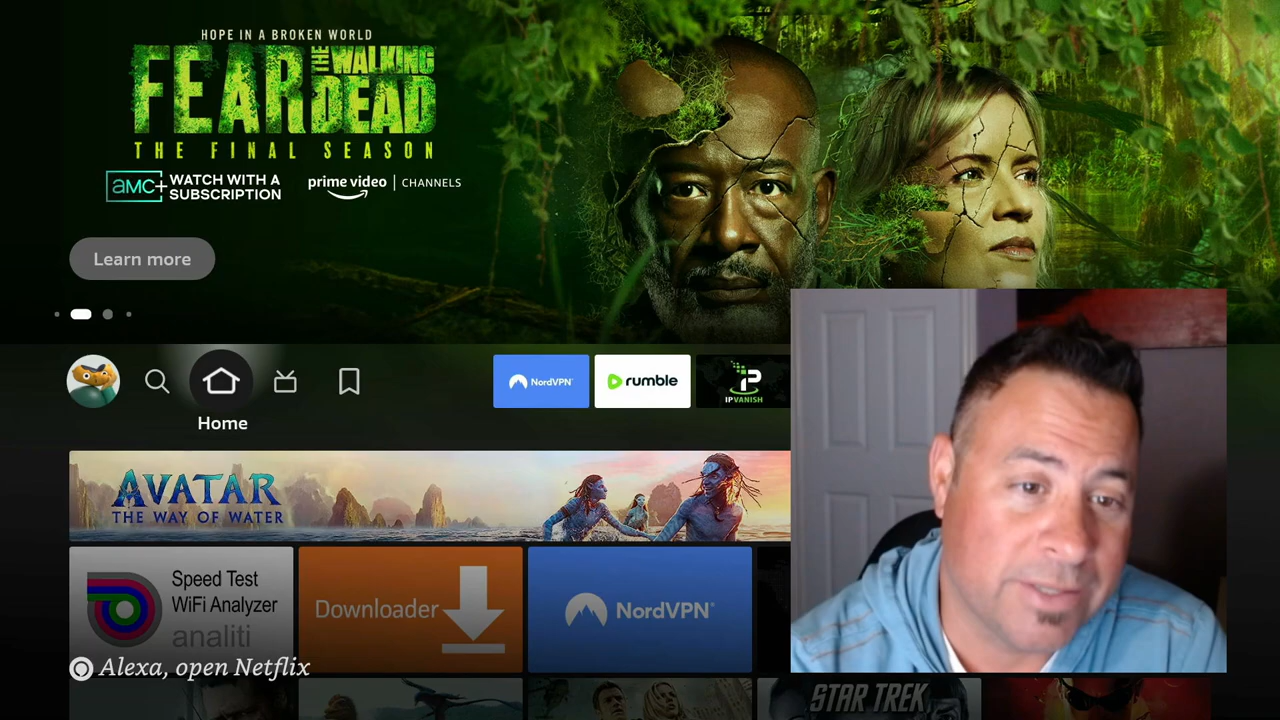 HOPE IN A BROKEN WORLD
FEAR THE WALKING DEAD
THE FINAL SEASON
aMC+ WATCH WITH A SUBSCRIPTION
prime video | CHANNELS
Learn more
NordVPN
rumble
IPVANISH
Home
AVATAR
THE WAY OF WATER
Speed Test
WiFi Analyzer
analiti
Downloader
NordVPN®
Alexa, open Netflix
STAR TREK